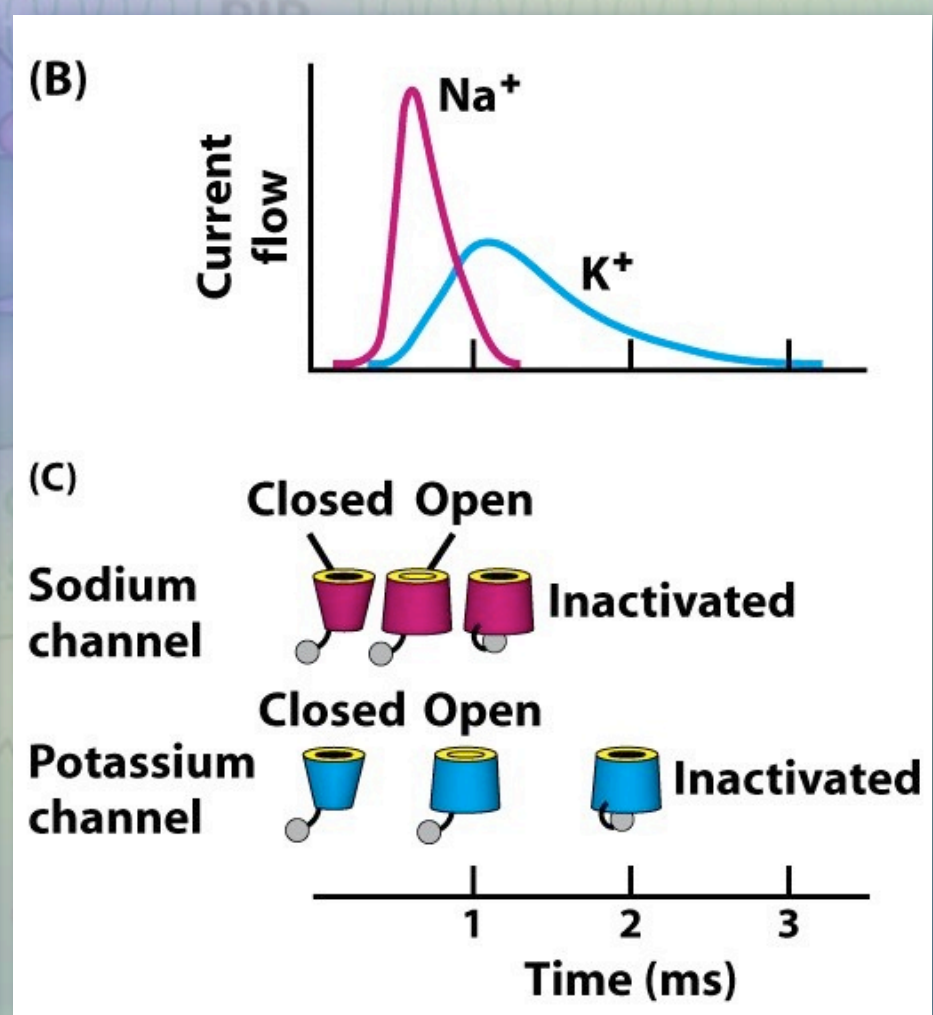 (B)
Na⁺
Current
flow
K⁺
(C)
Closed Open
Sodium
channel
Inactivated
Closed Open
Potassium
channel
Inactivated
1 2 3
Time (ms)